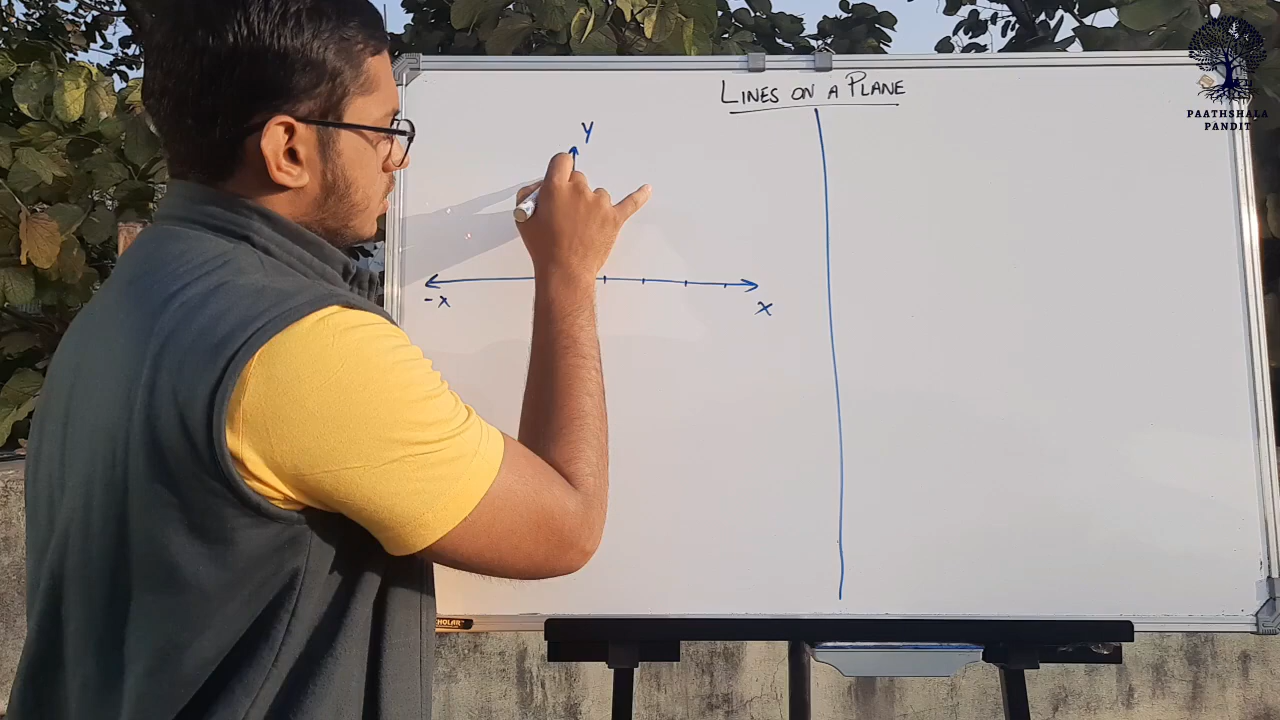 LINES ON A PLANE
PAATHSHALA
PANDIT
Y
-X
X